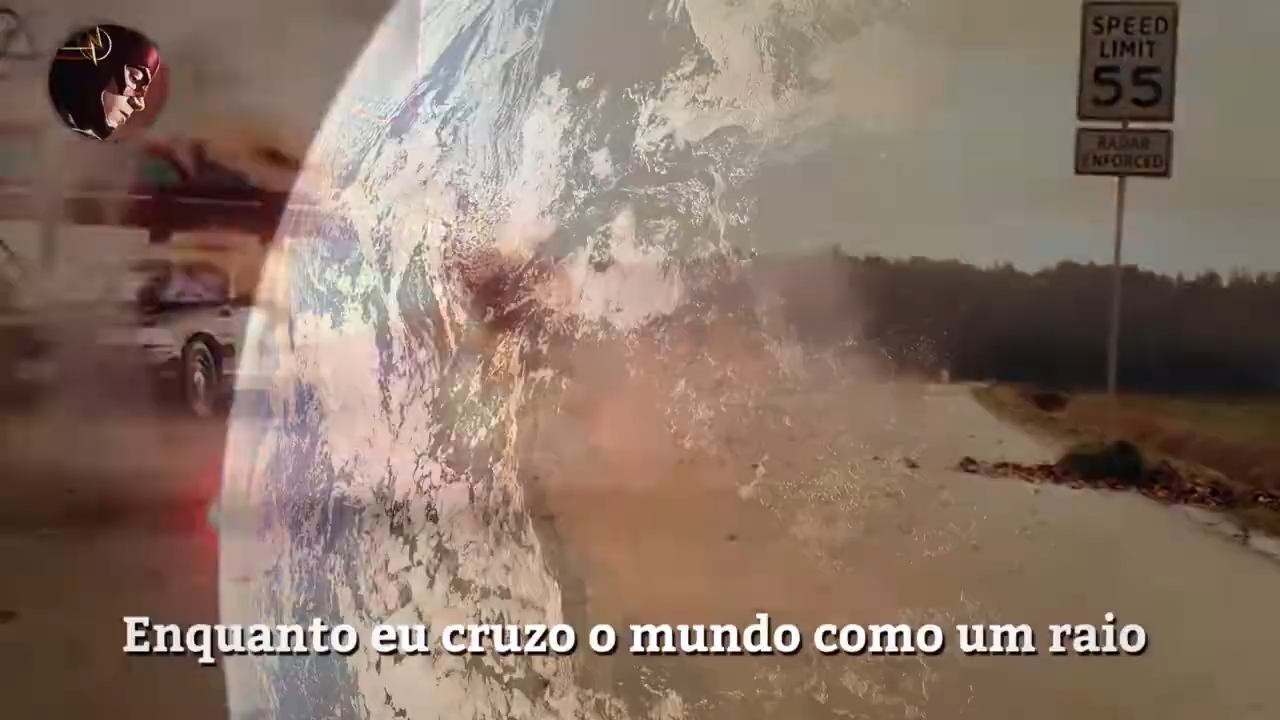 SPEED
LIMIT
55
RADAR
ENFORCED
Enquanto eu cruzo o mundo como um raio